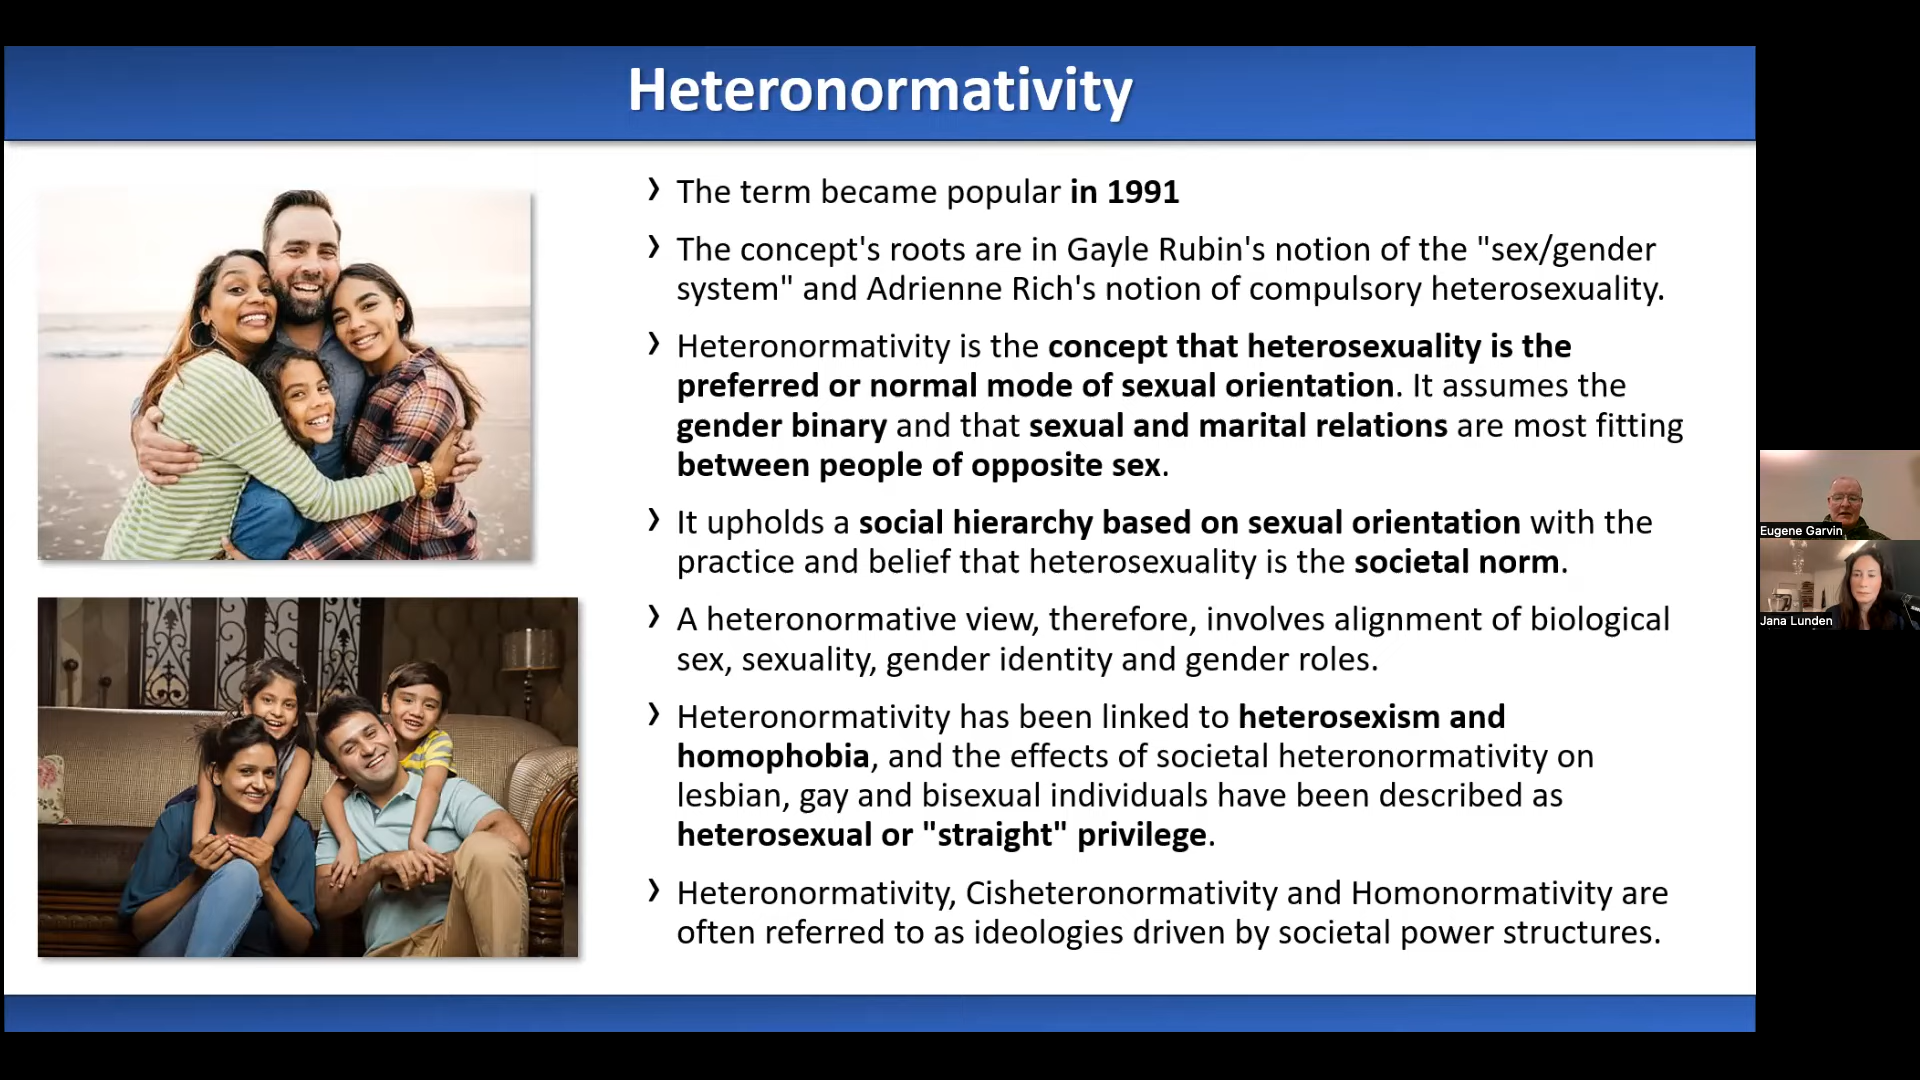 Heteronormativity
› The term became popular in 1991
› The concept's roots are in Gayle Rubin's notion of the "sex/gender
system" and Adrienne Rich's notion of compulsory heterosexuality.
› Heteronormativity is the concept that heterosexuality is the
preferred or normal mode of sexual orientation. It assumes the
gender binary and that sexual and marital relations are most fitting
between people of opposite sex.
› It upholds a social hierarchy based on sexual orientation with the
practice and belief that heterosexuality is the societal norm.
› A heteronormative view, therefore, involves alignment of biological
sex, sexuality, gender identity and gender roles.
› Heteronormativity has been linked to heterosexism and
homophobia, and the effects of societal heteronormativity on
lesbian, gay and bisexual individuals have been described as
heterosexual or "straight" privilege.
› Heteronormativity, Cisheteronormativity and Homonormativity are
often referred to as ideologies driven by societal power structures.
Eugene Garvin
Jana Lunden